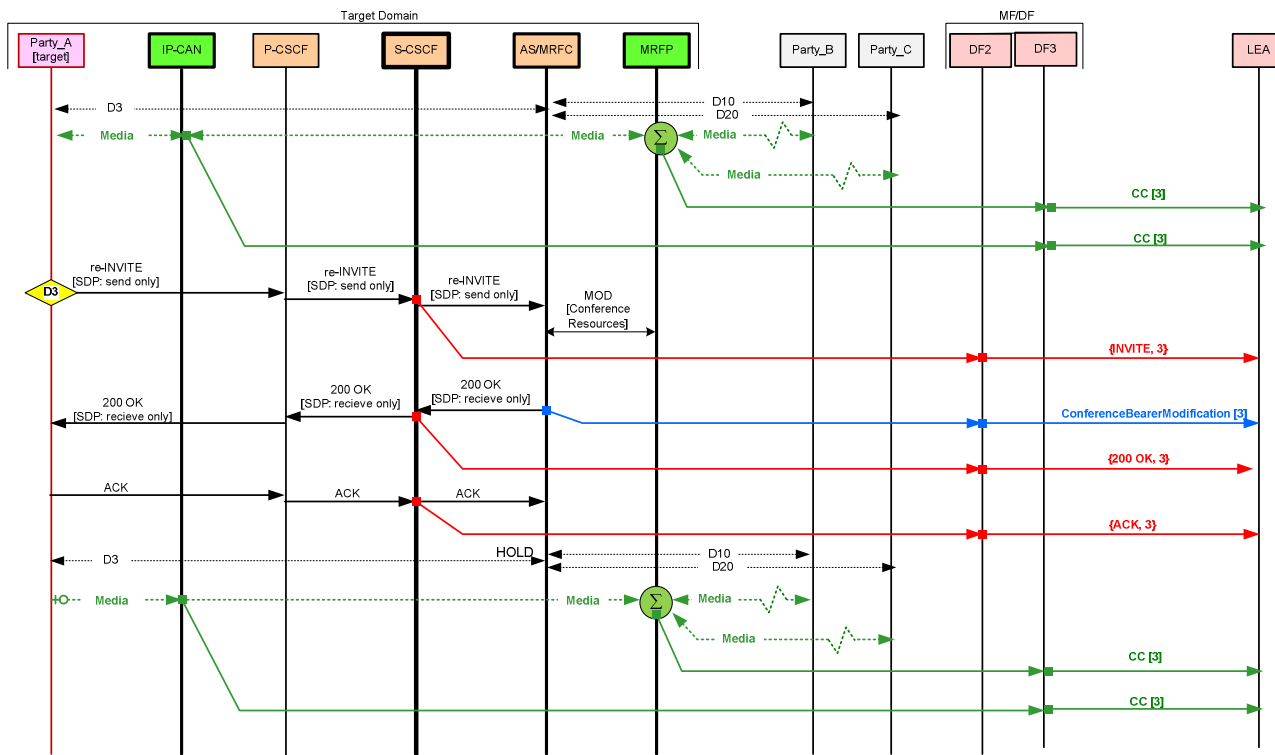 Target Domain
MF/DF
Party_A
[target]
IP-CAN
P-CSCF
S-CSCF
AS/MRFC
MRFP
Party_B
Party_C
DF2
DF3
LEA
D3
D10
D20
Media
Media
Σ
Media
Media
CC [3]
CC [3]
re-INVITE
[SDP: send only]
D3
re-INVITE
[SDP: send only]
re-INVITE
[SDP: send only]
MOD
[Conference
Resources]
{INVITE, 3}
200 OK
[SDP: recieve only]
200 OK
[SDP: recieve only]
200 OK
[SDP: recieve only]
ConferenceBearerModification [3]
{200 OK, 3}
ACK
ACK
ACK
{ACK, 3}
D3
HOLD
D10
D20
Media
Media
Σ
Media
Media
CC [3]
CC [3]